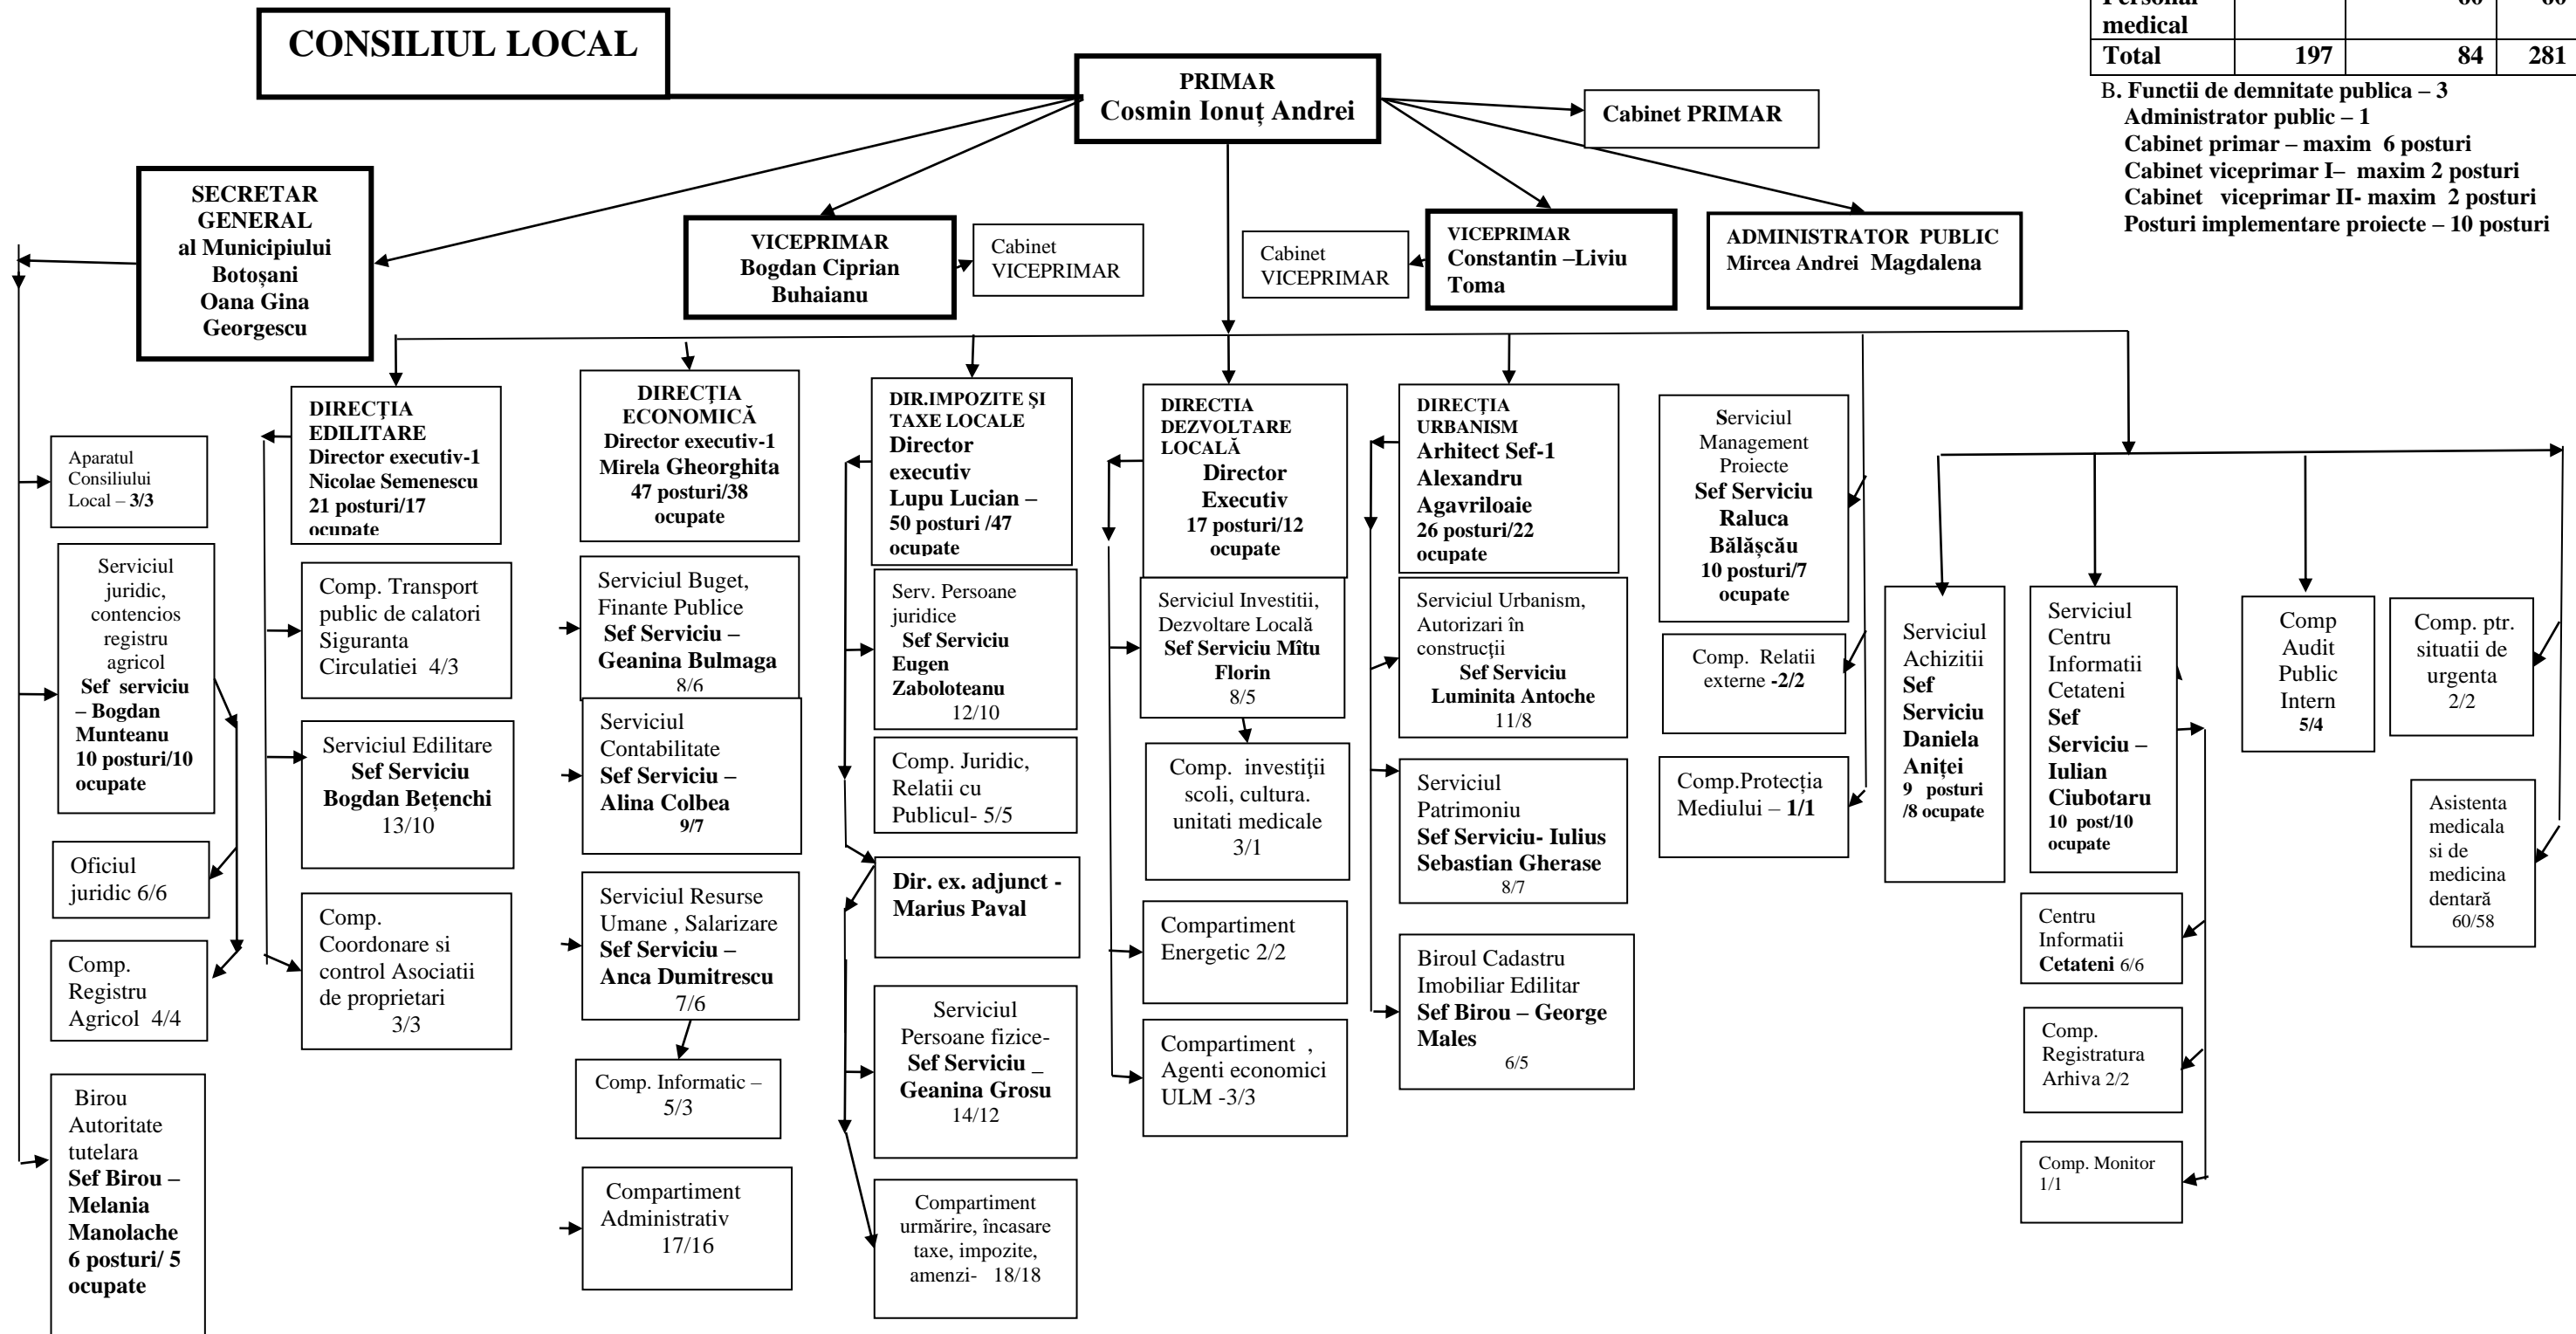 CONSILIUL LOCAL
PRIMAR
Cosmin Ionuț Andrei
Cabinet PRIMAR
medical
Total 197 84 281
B. Functii de demnitate publica – 3
Administrator public – 1
Cabinet primar – maxim 6 posturi
Cabinet viceprimar I– maxim 2 posturi
Cabinet viceprimar II- maxim 2 posturi
Posturi implementare proiecte – 10 posturi
SECRETAR
GENERAL
al Municipiului
Botoșani
Oana Gina
Georgescu
VICEPRIMAR
Bogdan Ciprian
Buhaianu
Cabinet
VICEPRIMAR
Cabinet
VICEPRIMAR
VICEPRIMAR
Constantin –Liviu
Toma
ADMINISTRATOR PUBLIC
Mircea Andrei Magdalena
Aparatul
Consiliului
Local – 3/3
Serviciul
juridic,
contencios
registru
agricol
Sef serviciu
– Bogdan
Munteanu
10 posturi/10
ocupate
Oficiul
juridic 6/6
Comp.
Registru
Agricol 4/4
Birou
Autoritate
tutelara
Sef Birou –
Melania
Manolache
6 posturi/ 5
ocupate
DIRECŢIA
EDILITARE
Director executiv-1
Nicolae Semenescu
21 posturi/17
ocupate
Comp. Transport
public de calatori
Siguranta
Circulatiei 4/3
Serviciul Edilitare
Sef Serviciu
Bogdan Bețenchi
13/10
Comp.
Coordonare si
control Asociatii
de proprietari
3/3
DIRECŢIA
ECONOMICĂ
Director executiv-1
Mirela Gheorghita
47 posturi/38
ocupate
Serviciul Buget,
Finante Publice
Sef Serviciu –
Geanina Bulmaga
8/6
Serviciul
Contabilitate
Sef Serviciu –
Alina Colbea
9/7
Serviciul Resurse
Umane , Salarizare
Sef Serviciu –
Anca Dumitrescu
7/6
Comp. Informatic –
5/3
Compartiment
Administrativ
17/16
DIR.IMPOZITE ŞI
TAXE LOCALE
Director
executiv
Lupu Lucian –
50 posturi /47
ocupate
Serv. Persoane
juridice
Sef Serviciu
Eugen
Zaboloteanu
12/10
Comp. Juridic,
Relatii cu
Publicul- 5/5
Dir. ex. adjunct -
Marius Paval
Serviciul
Persoane fizice-
Sef Serviciu _
Geanina Grosu
14/12
Compartiment
urmărire, încasare
taxe, impozite,
amenzi- 18/18
DIRECTIA
DEZVOLTARE
LOCALĂ
Director
Executiv
17 posturi/12
ocupate
Serviciul Investitii,
Dezvoltare Locală
Sef Serviciu Mîtu
Florin
8/5
Comp. investiţii
scoli, cultura.
unitati medicale
3/1
Compartiment
Energetic 2/2
Compartiment ,
Agenti economici
ULM -3/3
DIRECŢIA
URBANISM
Arhitect Sef-1
Alexandru
Agavriloaie
26 posturi/22
ocupate
Serviciul Urbanism,
Autorizari în
construcţii
Sef Serviciu
Luminita Antoche
11/8
Serviciul
Patrimoniu
Sef Serviciu- Iulius
Sebastian Gherase
8/7
Biroul Cadastru
Imobiliar Edilitar
Sef Birou – George
Males
6/5
Serviciul
Management
Proiecte
Sef Serviciu
Raluca
Bălășcău
10 posturi/7
ocupate
Comp. Relatii
externe -2/2
Comp.Protecția
Mediului – 1/1
Serviciul
Achizitii
Sef
Serviciu
Daniela
Aniței
9 posturi
/8 ocupate
Serviciul
Centru
Informatii
Cetateni
Sef
Serviciu –
Iulian
Ciubotaru
10 post/10
ocupate
Centru
Informatii
Cetateni 6/6
Comp.
Registratura
Arhiva 2/2
Comp. Monitor
1/1
Comp
Audit
Public
Intern
5/4
Comp. ptr.
situatii de
urgenta
2/2
Asistenta
medicala
si de
medicina
dentară
60/58